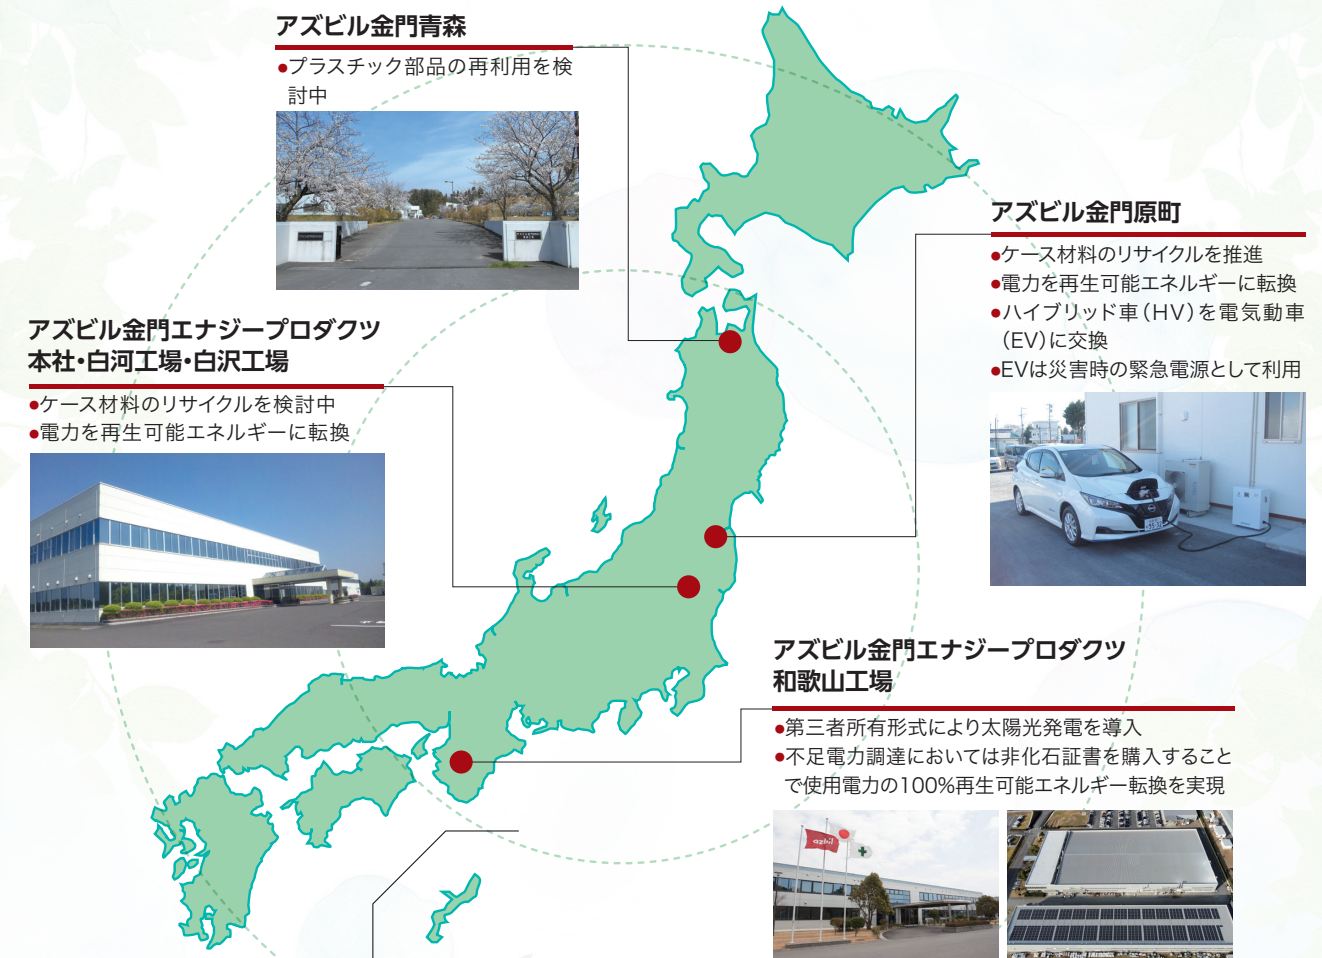 アズビル金門青森
●プラスチック部品の再利用を検
討中
アズビル金門原町
●ケース材料のリサイクルを推進
●電力を再生可能エネルギーに転換
●ハイブリッド車(HV)を電気動車
(EV)に交換
●EVは災害時の緊急電源として利用
アズビル金門エナジープロダクツ
本社・白河工場・白沢工場
●ケース材料のリサイクルを検討中
●電力を再生可能エネルギーに転換
アズビル金門エナジープロダクツ
和歌山工場
●第三者所有形式により太陽光発電を導入
●不足電力調達においては非化石証書を購入すること
で使用電力の100%再生可能エネルギー転換を実現
azbil